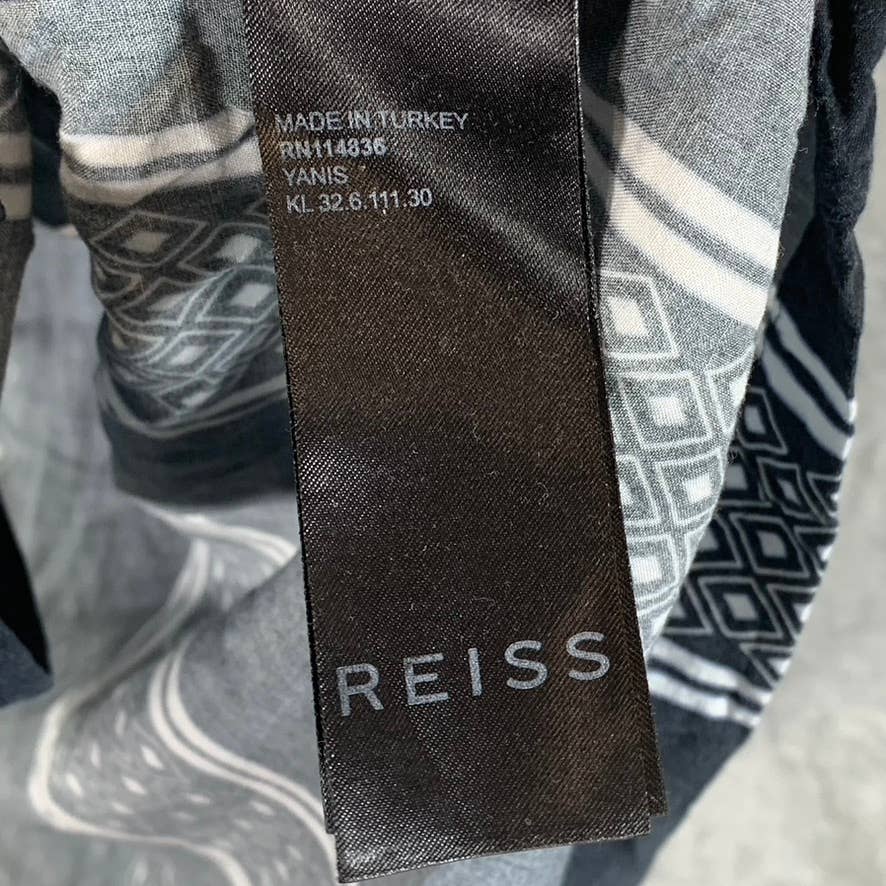 MADE IN TURKEY
RN114836
YANIS
KL 32.6.111.30
REISS